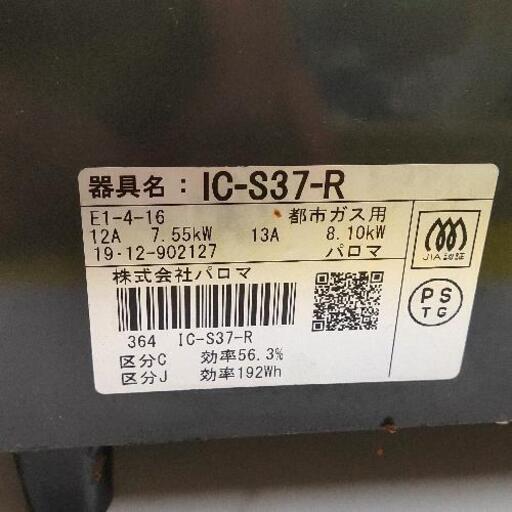 器具名：IC-S37-R
E1-4-16 都市ガス用
12A 7.55kW 13A 8.10kW
19-12-902127 パロマ
株式会社パロマ
364 IC-S37-R
区分C 効率56.3%
区分J 効率192Wh
JIA認証
PS
TG